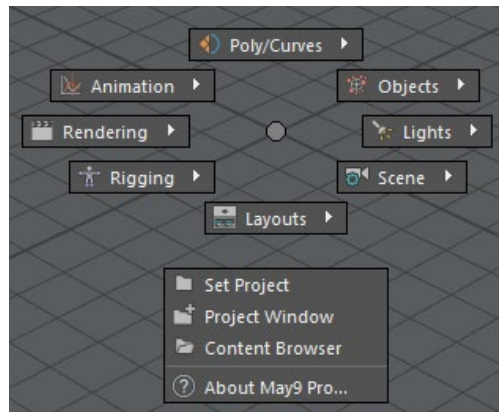 Poly/Curves
Animation
Objects
Rendering
Lights
Rigging
Scene
Layouts
Set Project
Project Window
Content Browser
About May9 Pro...